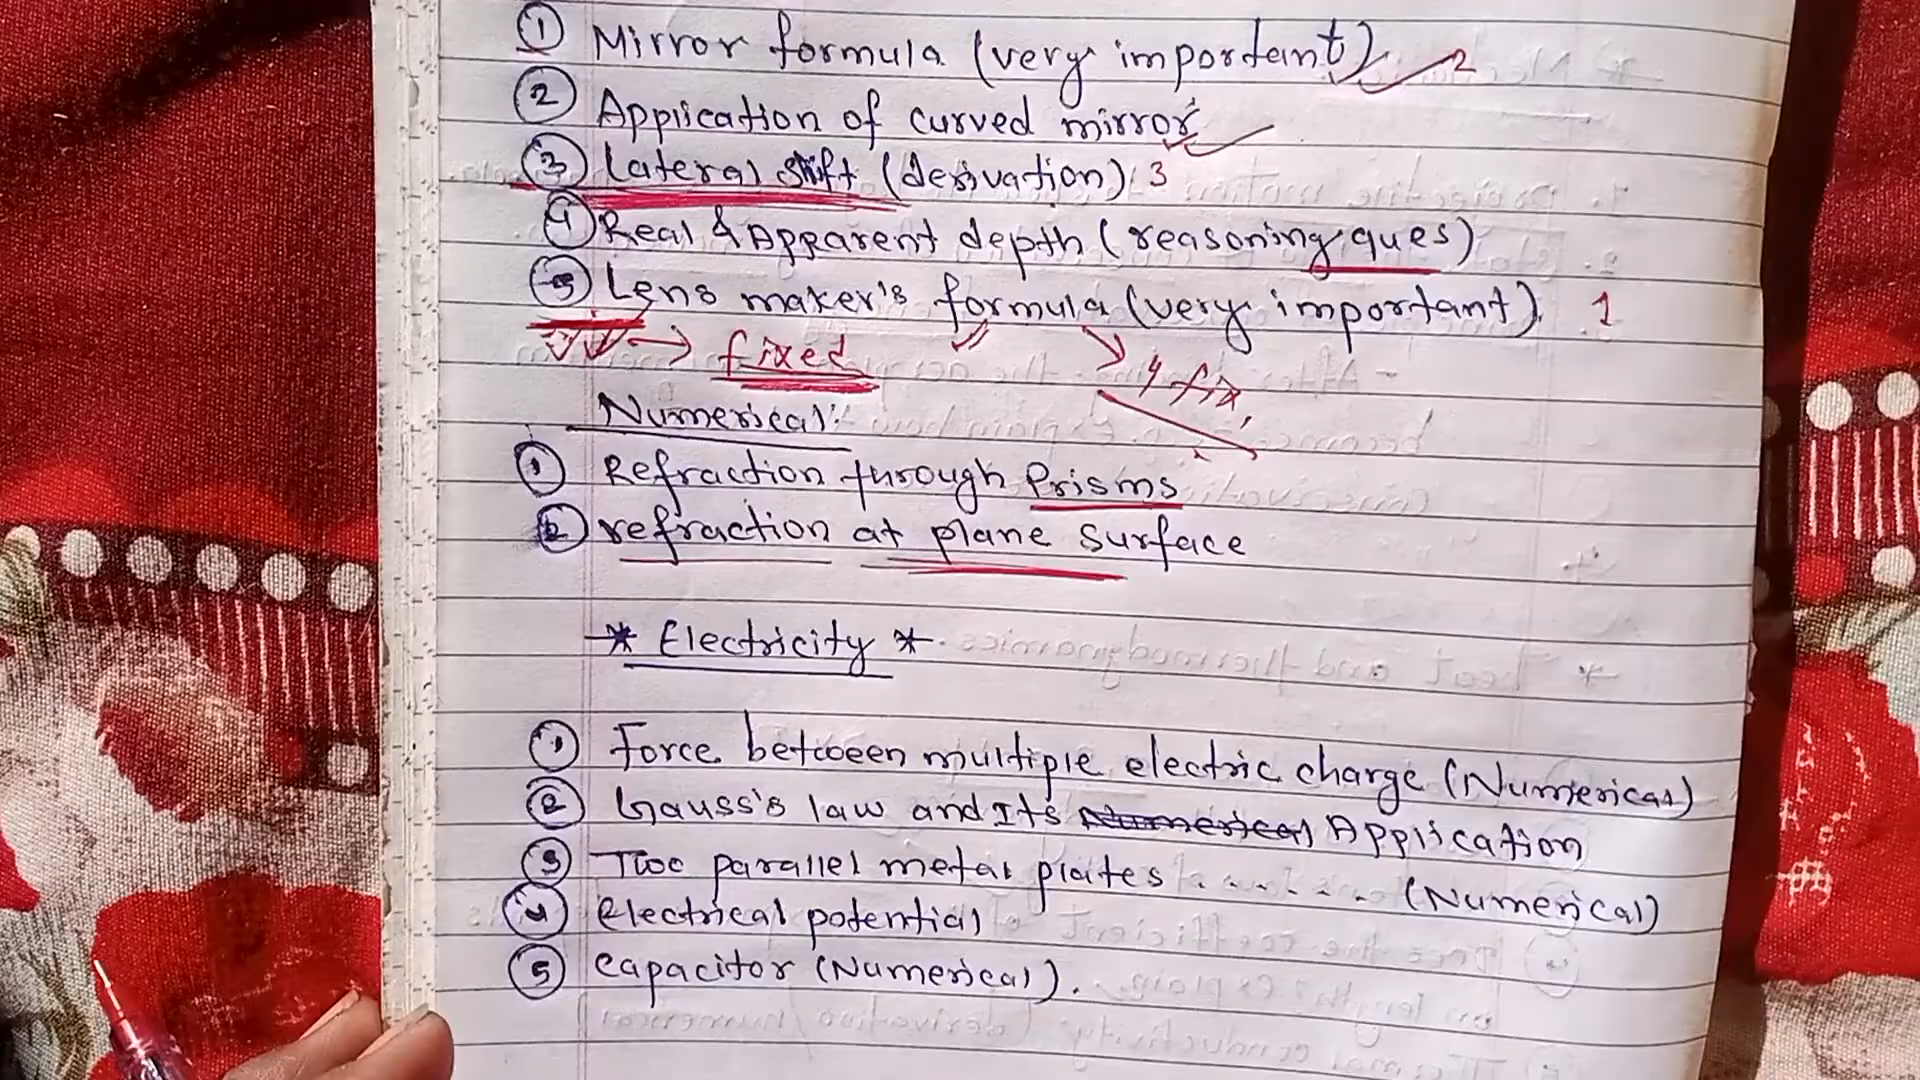 ① Mirror formula (very important) 2
② Application of curved mirror
③ Lateral shift (derivation) 3
④ Real & Apparent depth (reasoning ques)
⑤ Lens maker's formula (very important) 1
→ fixed
Numerical:
① Refraction through Prisms
② refraction at plane surface
* Electricity *
① Force between multiple electric charge (Numerical)
② Gauss's law and Its Numerical Application
③ Two parallel metal plates . . . . . (Numerical)
④ Electrical potential
⑤ Capacitor (Numerical).